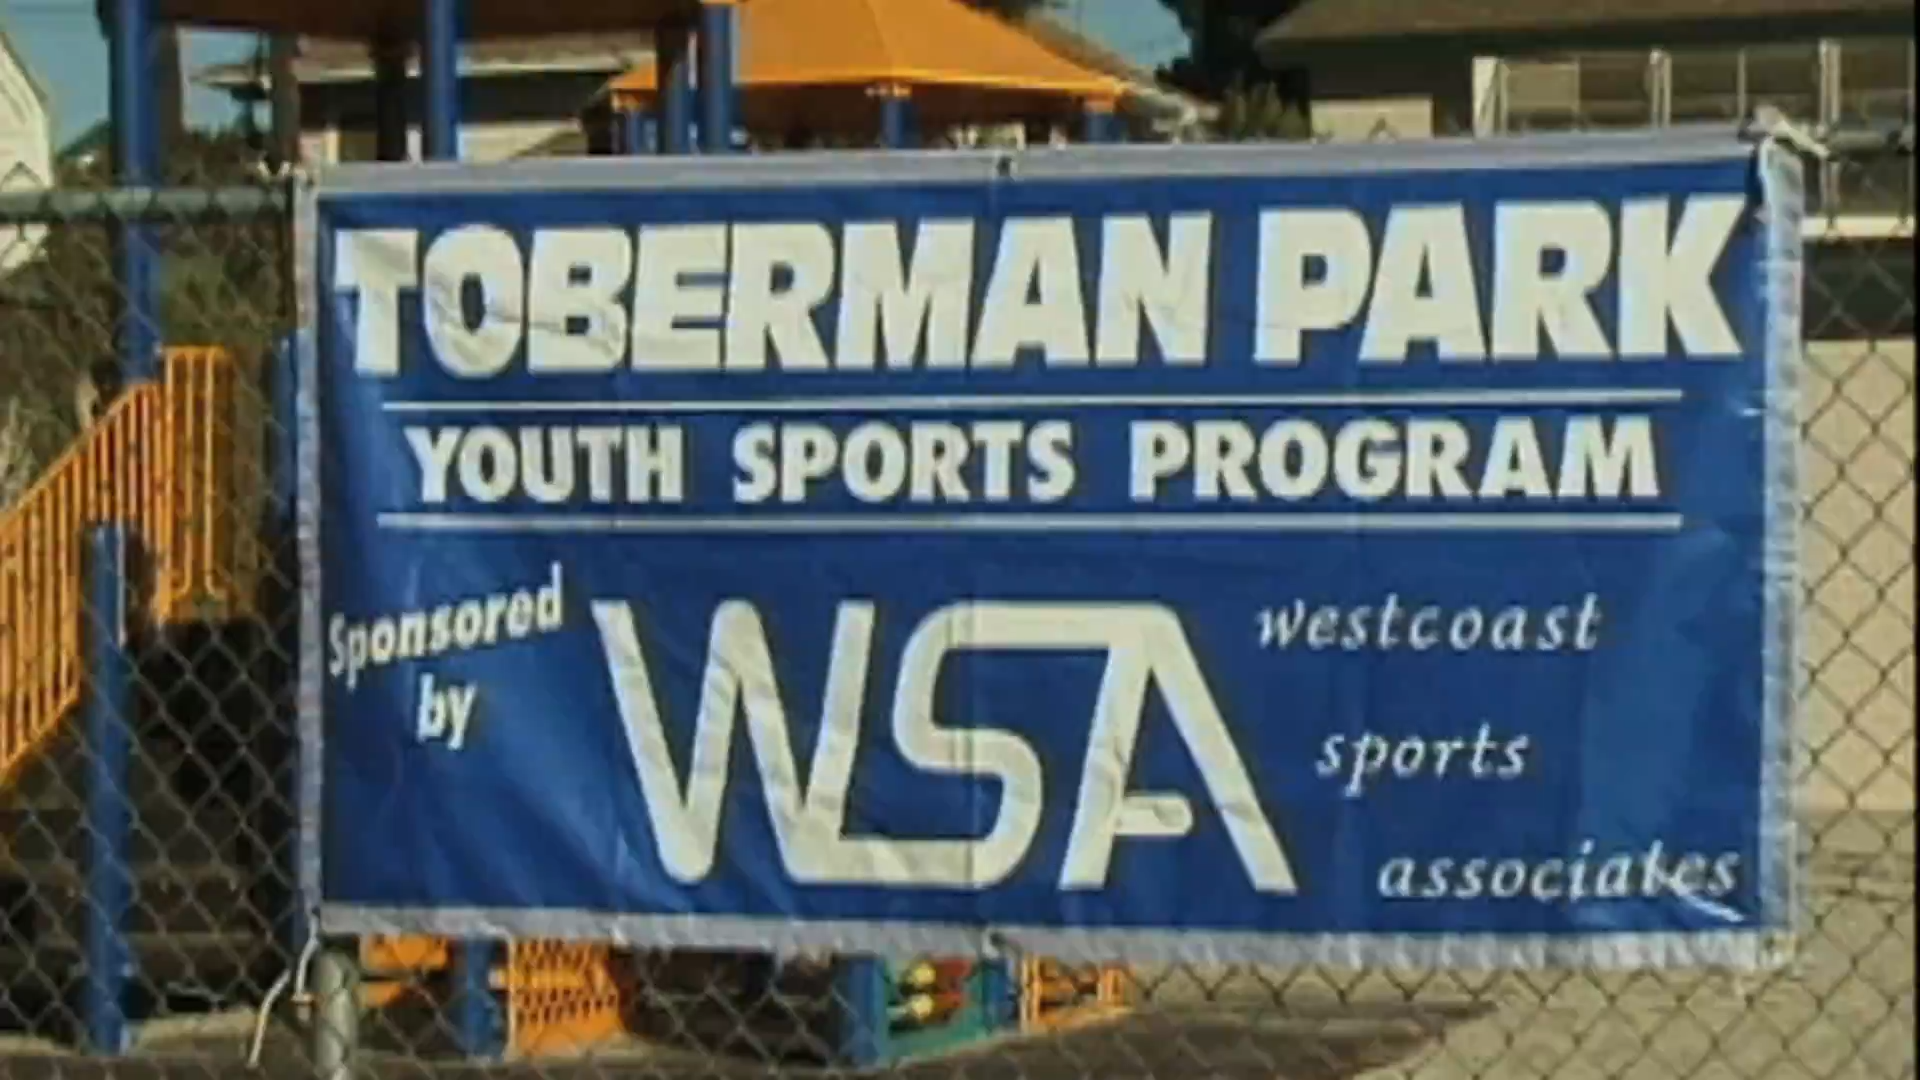 TOBERMAN PARK
YOUTH SPORTS PROGRAM
Sponsored
by
WSA
westcoast
sports
associates